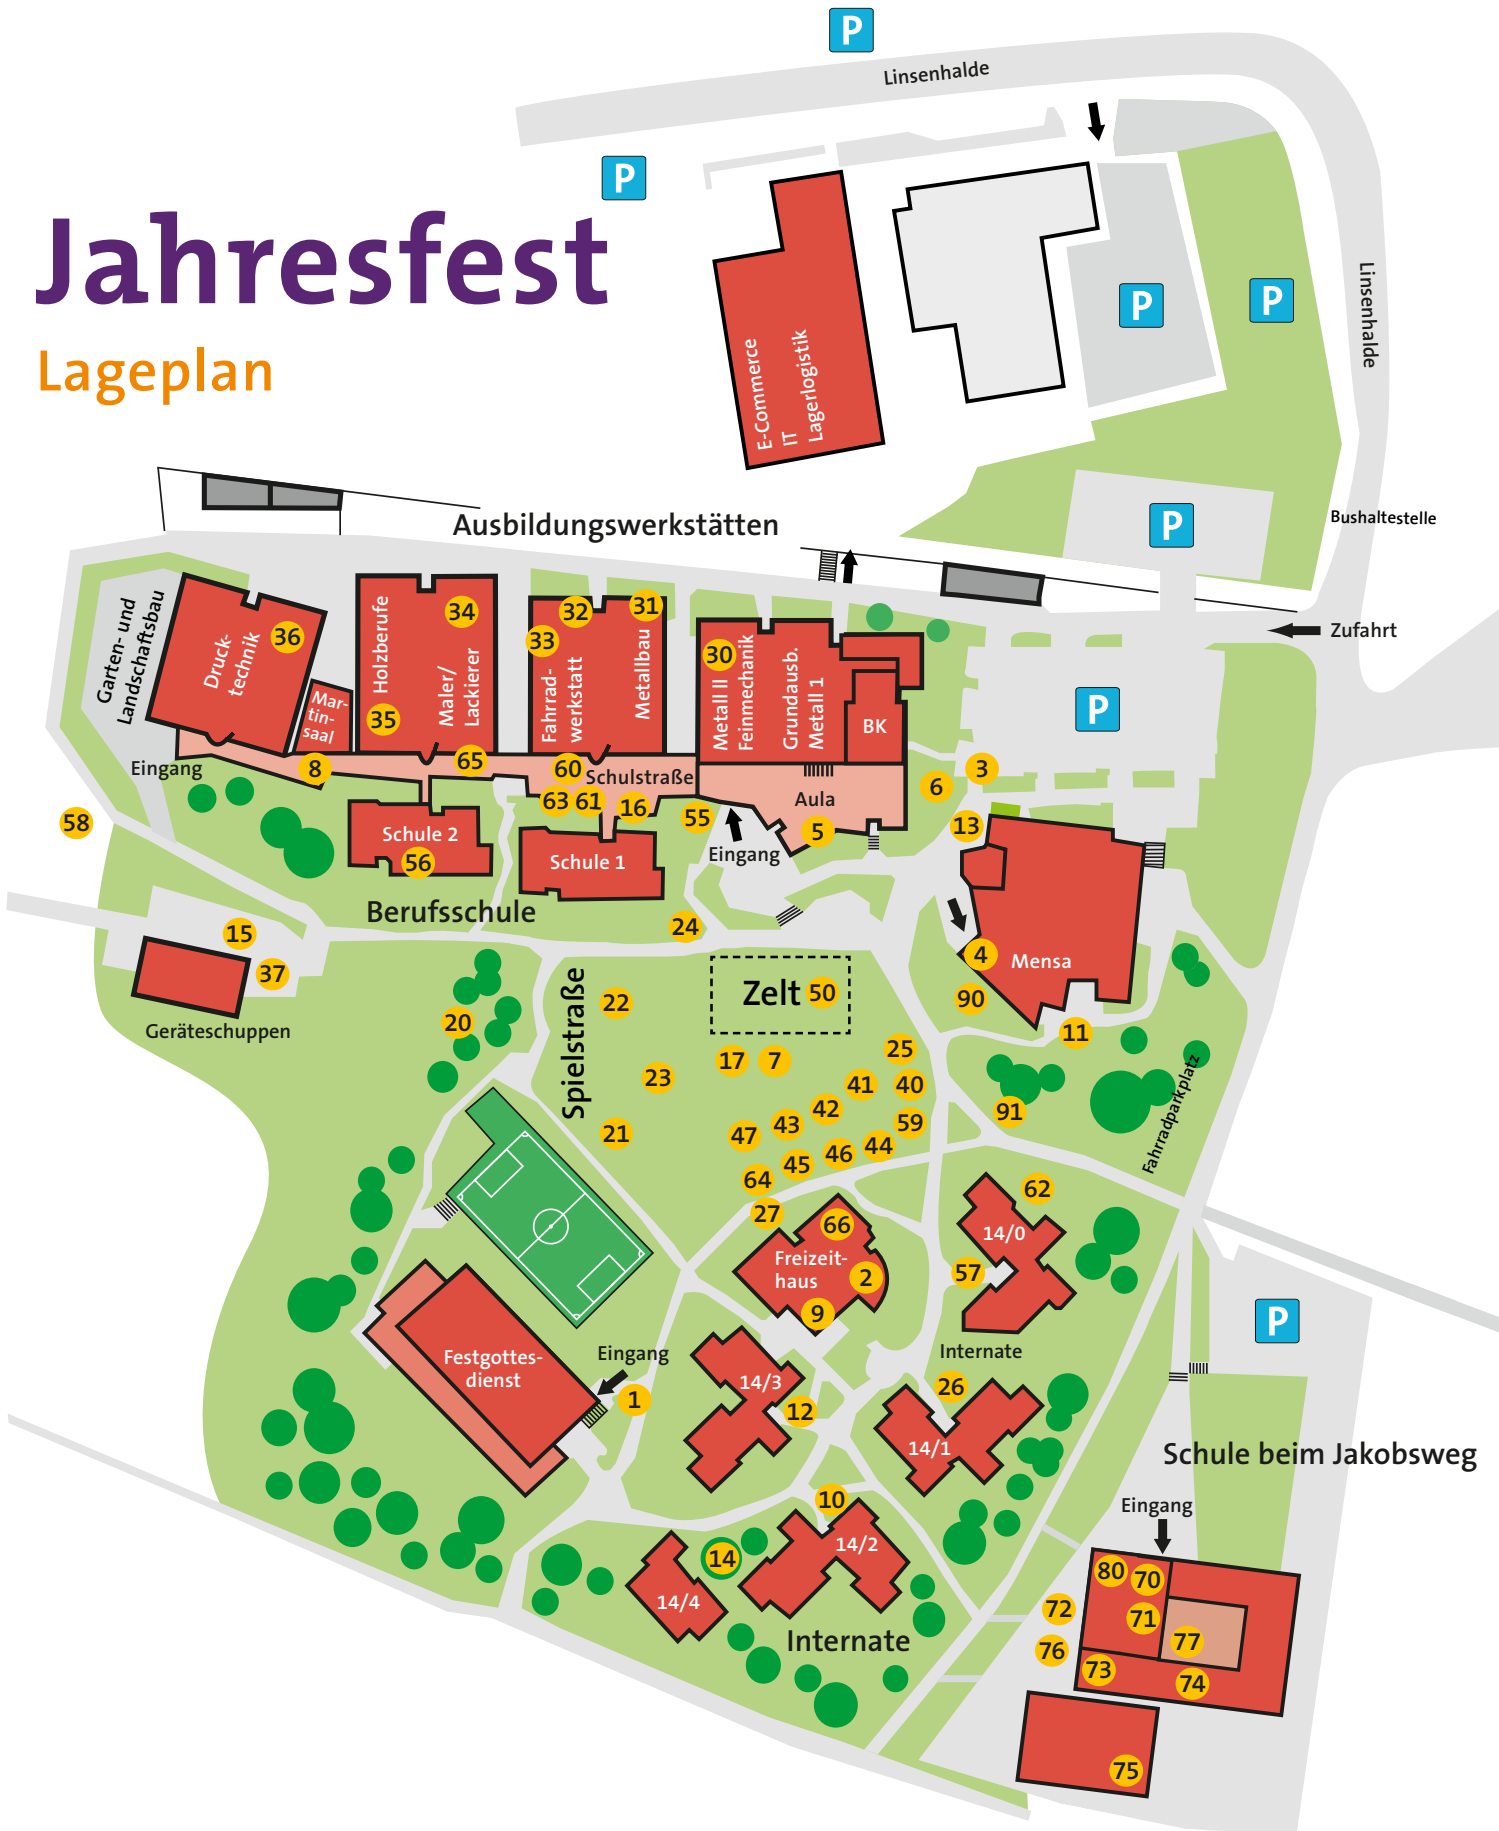 P
Linsenhalde
P
Jahresfest
Lageplan
P
P
Linsenhalde
E-Commerce
IT
Lagerlogistik
Ausbildungswerkstätten
P
Bushaltestelle
Zufahrt
P
Garten- und
Landschaftsbau
Druck-
technik
36
Mar-
tin-
saal
Holzberufe
34
35
Maler/
Lackierer
32
31
33
Fahrrad-
werkstatt
Metallbau
30
Metall II
Feinmechanik
Grundausb.
Metall 1
BK
Eingang
8
65
60
Schulstraße
63
61
16
55
Aula
5
Eingang
6
3
13
58
Schule 2
56
Schule 1
Berufsschule
24
15
37
Geräteschuppen
4
Mensa
90
11
20
Spielstraße
22
23
21
Zelt
50
17
7
25
41
40
42
43
47
59
44
46
45
64
27
91
Fahrradparkplatz
62
14/0
57
Internate
66
Freizeit-
haus
2
9
Festgottes-
dienst
Eingang
1
14/3
12
26
14/1
P
Schule beim Jakobsweg
Eingang
10
14/2
14
14/4
Internate
80
70
72
71
76
77
73
74
75